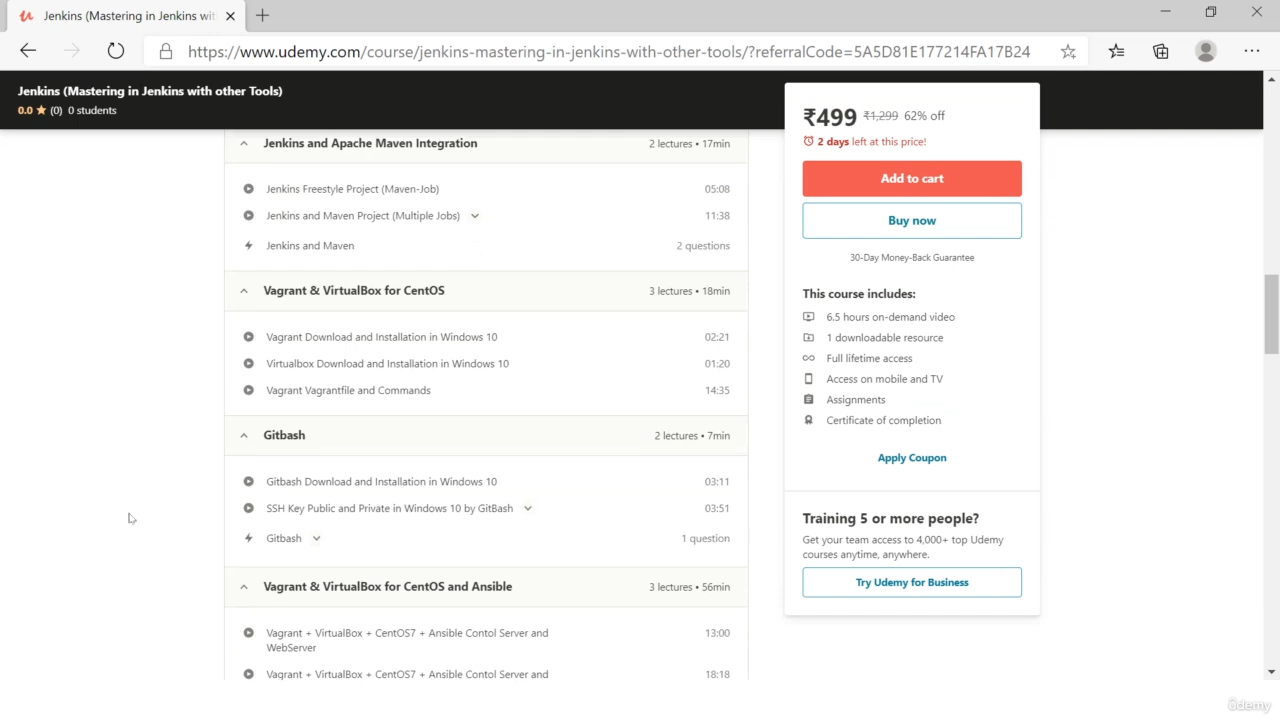 Jenkins (Mastering in Jenkins wit
https://www.udemy.com/course/jenkins-mastering-in-jenkins-with-other-tools/?referralCode=5A5D81E177214FA17B24
Jenkins (Mastering in Jenkins with other Tools)
0.0 ★ (0) 0 students
Jenkins and Apache Maven Integration 2 lectures • 17min
Jenkins Freestyle Project (Maven-Job) 05:08
Jenkins and Maven Project (Multiple Jobs) 11:38
Jenkins and Maven 2 questions
Vagrant & VirtualBox for CentOS 3 lectures • 18min
Vagrant Download and Installation in Windows 10 02:21
Virtualbox Download and Installation in Windows 10 01:20
Vagrant Vagrantfile and Commands 14:35
Gitbash 2 lectures • 7min
Gitbash Download and Installation in Windows 10 03:11
SSH Key Public and Private in Windows 10 by GitBash 03:51
Gitbash 1 question
Vagrant & VirtualBox for CentOS and Ansible 3 lectures • 56min
Vagrant + VirtualBox + CentOS7 + Ansible Contol Server and 13:00
WebServer
Vagrant + VirtualBox + CentOS7 + Ansible Contol Server and 18:18
₹499 ₹1,299 62% off
2 days left at this price!
Add to cart
Buy now
30-Day Money-Back Guarantee
This course includes:
6.5 hours on-demand video
1 downloadable resource
Full lifetime access
Access on mobile and TV
Assignments
Certificate of completion
Apply Coupon
Training 5 or more people?
Get your team access to 4,000+ top Udemy
courses anytime, anywhere.
Try Udemy for Business
ûdemy